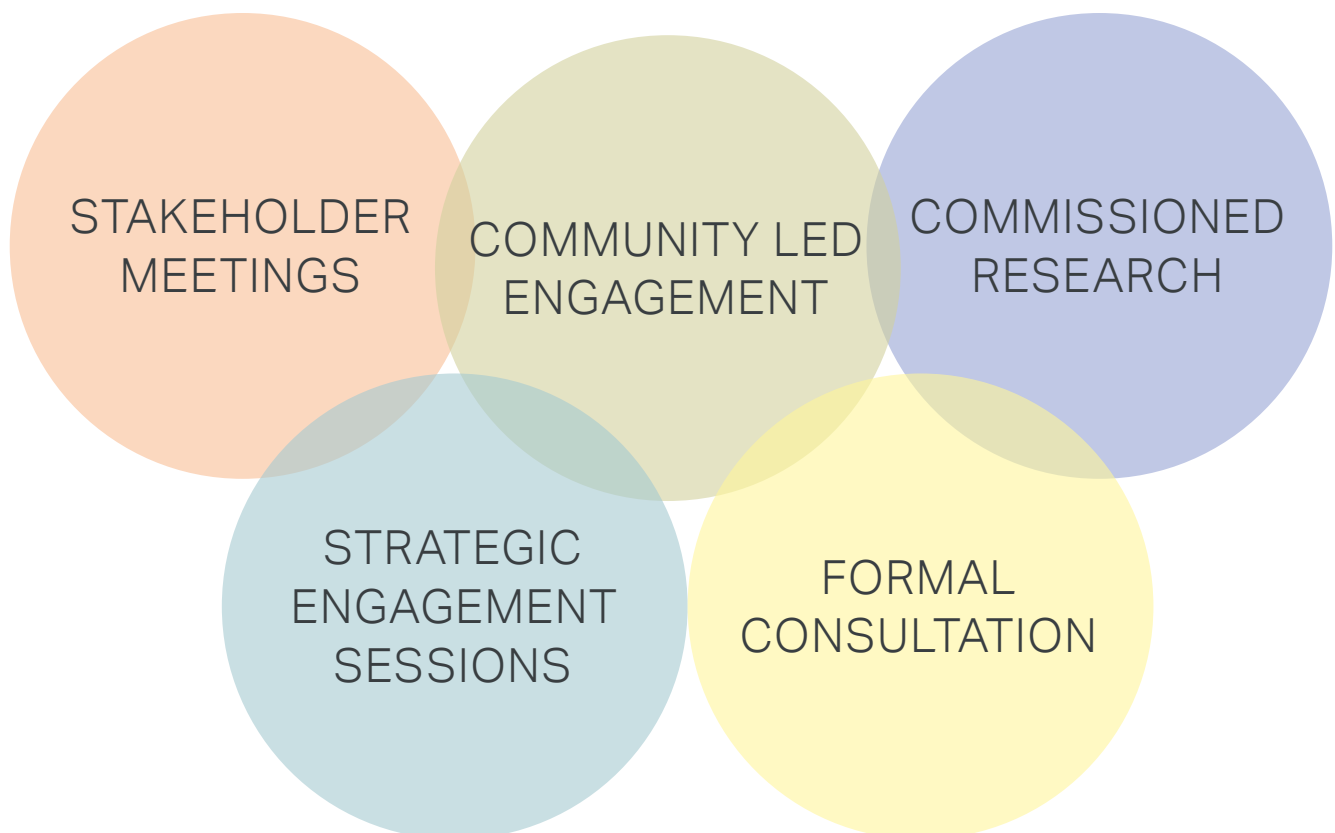 STAKEHOLDER
MEETINGS
COMMUNITY LED
ENGAGEMENT
COMMISSIONED
RESEARCH
STRATEGIC
ENGAGEMENT
SESSIONS
FORMAL
CONSULTATION